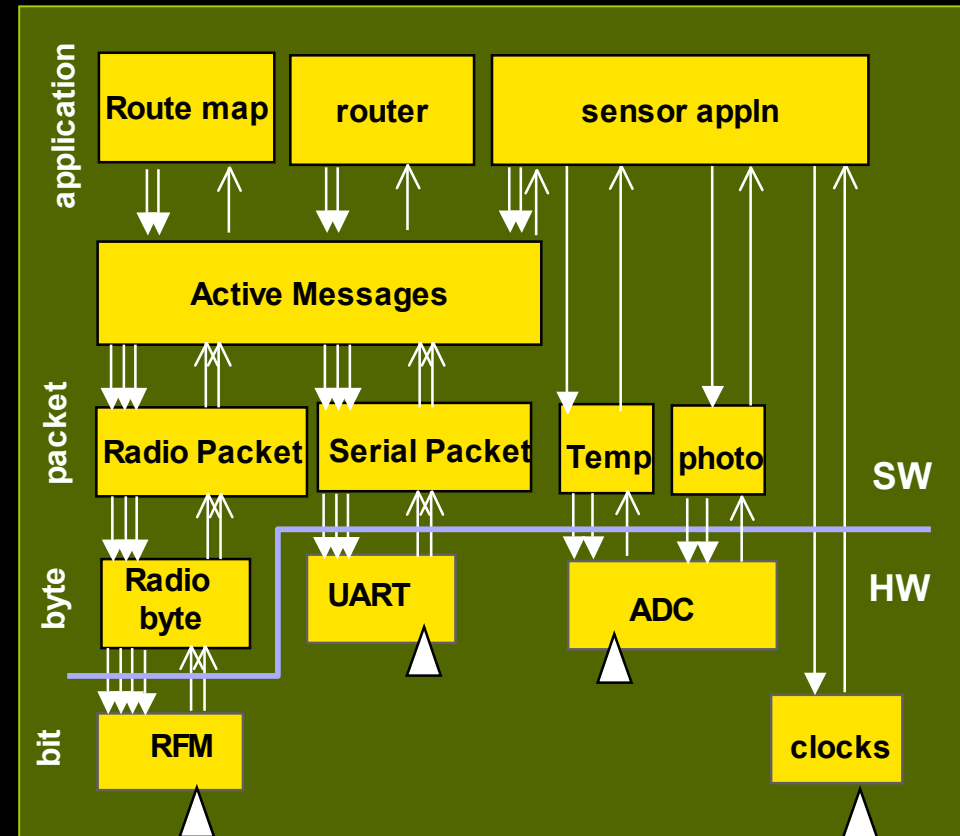 application
Route map
router
sensor appln
Active Messages
packet
Radio Packet
Serial Packet
Temp
photo
SW
byte
Radio
byte
UART
ADC
HW
bit
RFM
clocks